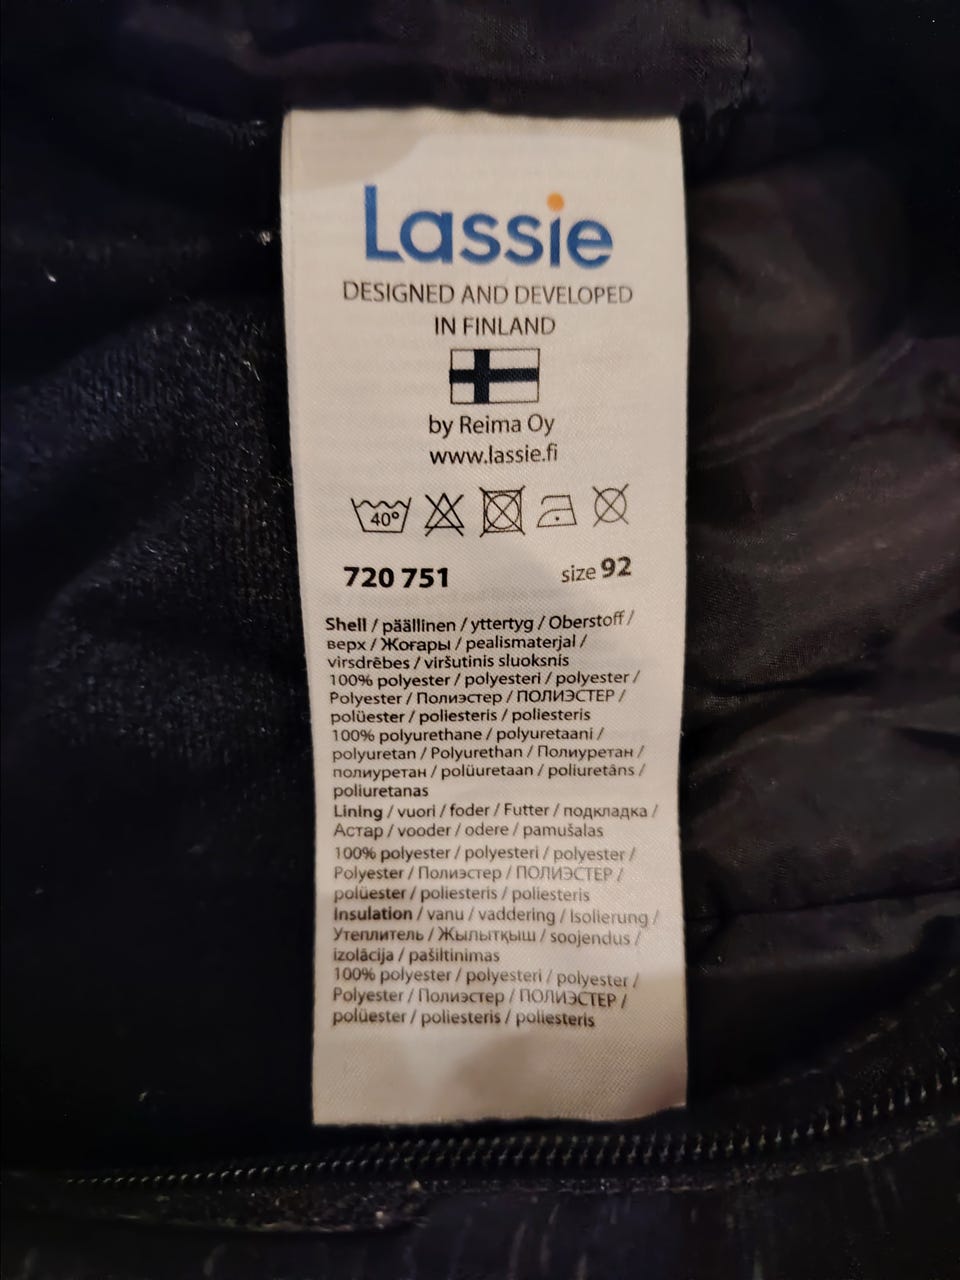 Lassie
DESIGNED AND DEVELOPED
IN FINLAND
by Reima Oy
www.lassie.fi
40°
720 751 size 92
Shell / päällinen / yttertyg / Oberstoff /
верх / Жоғары / pealismaterjal /
virsdrēbes / viršutinis sluoksnis
100% polyester / polyesteri / polyester /
Polyester / Полиэстер / ПОЛИЭСТЕР /
polüester / poliesteris / poliesteris
100% polyurethane / polyuretaani /
polyuretan / Polyurethan / Полиуретан /
полиуретан / polüuretaan / poliuretāns /
poliuretanas
Lining / vuori / foder / Futter / подкладка /
Астар / vooder / odere / pamušalas
100% polyester / polyesteri / polyester /
Polyester / Полиэстер / ПОЛИЭСТЕР /
polüester / poliesteris / poliesteris
Insulation / vanu / vaddering / Isolierung /
Утеплитель / Жылытқыш / soojendus /
izolācija / pašiltinimas
100% polyester / polyesteri / polyester /
Polyester / Полиэстер / ПОЛИЭСТЕР /
polüester / poliesteris / poliesteris